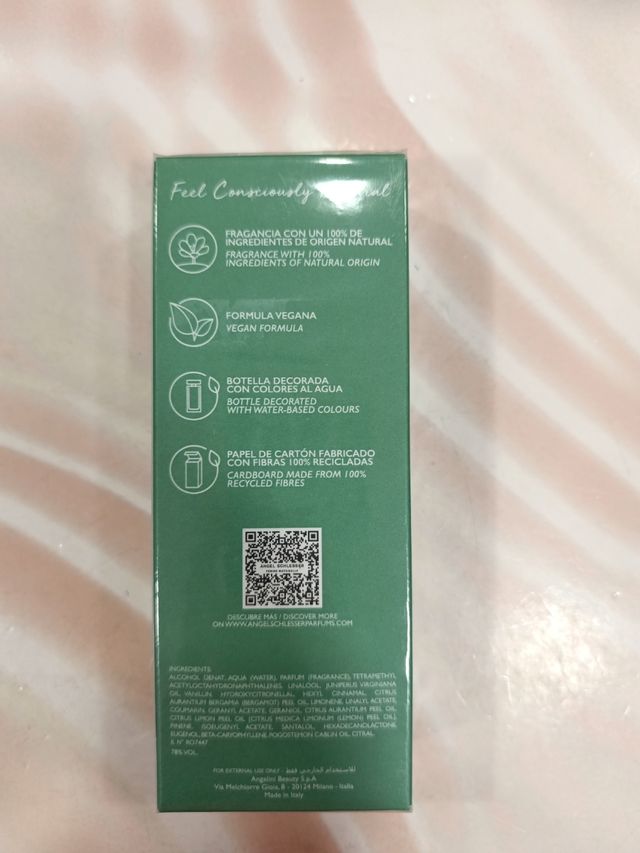 Feel Consciously
FRAGANCIA CON UN 100% DE
INGREDIENTES DE ORIGEN NATURAL
FRAGRANCE WITH 100%
INGREDIENTS OF NATURAL ORIGIN
FORMULA VEGANA
VEGAN FORMULA
BOTELLA DECORADA
CON COLORES AL AGUA
BOTTLE DECORATED
WITH WATER-BASED COLOURS
PAPEL DE CARTÓN FABRICADO
CON FIBRAS 100% RECICLADAS
CARDBOARD MADE FROM 100%
RECYCLED FIBRES
ANGEL SCHLESSER
DESCUBRE MÁS / DISCOVER MORE
ON WWW.ANGELSCHLESSERPARFUMS.COM
INGREDIENTS:
ALCOHOL DENAT, AQUA (WATER), PARFUM (FRAGRANCE), TETRAMETHYL
ACETYLOCTAHYDRONAPHTHALENES, LINALOOL, JUNIPERUS VIRGINIANA
OIL, VANILLIN, HYDROXYCITRONELLAL, HEXYL CINNAMAL, CITRUS
AURANTIUM BERGAMIA (BERGAMOT) PEEL OIL, LIMONENE, LINALYL ACETATE,
COUMARIN, GERANYL ACETATE, GERANIOL, CITRUS AURANTIUM PEEL OIL,
CITRUS LIMON PEEL OIL (CITRUS MEDICA LIMONUM (LEMON) PEEL OIL),
PINENE, ISOEUGENYL ACETATE, SANTALOL, HEXADECANOLACTONE,
EUGENOL, BETA-CARYOPHYLLENE, POGOSTEMON CABLIN OIL, CITRAL.
78% VOL.
FOR EXTERNAL USE ONLY - للاستخدام الخارجي فقط
Angelini Beauty S.p.A
Via Melchiorre Gioia, 8 - 20124 Milano - Italia
Made in Italy